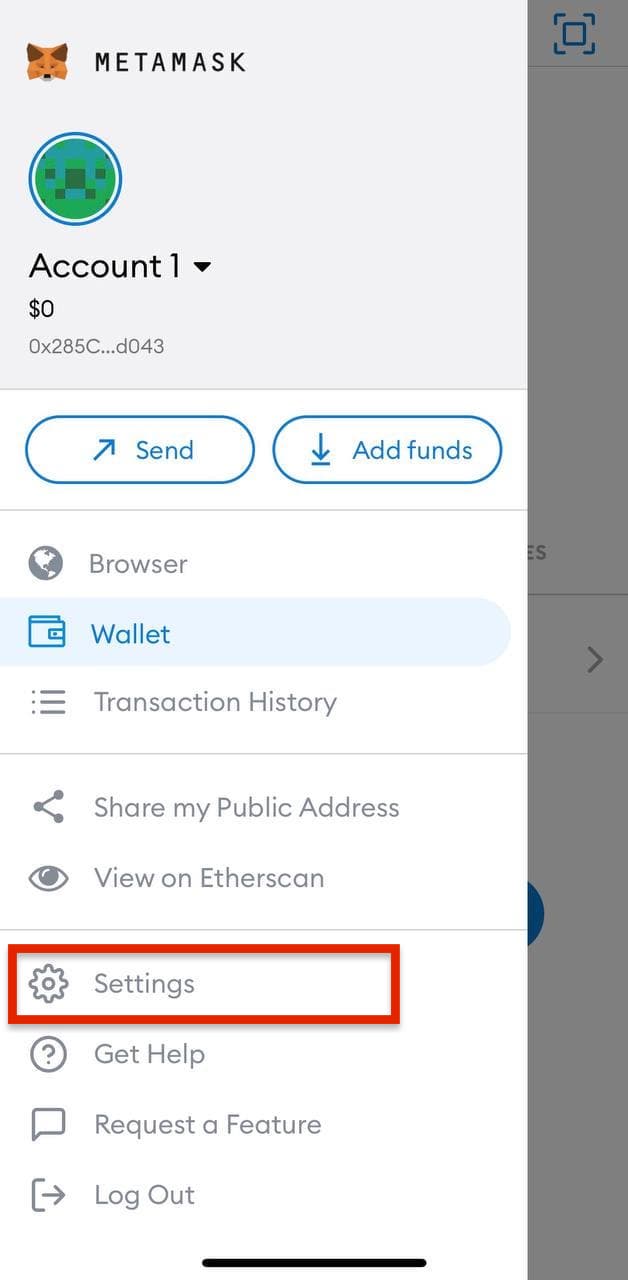 METAMASK
Account 1
$0
0x285C...d043
Send
Add funds
Browser
ES
Wallet
Transaction History
Share my Public Address
View on Etherscan
Settings
Get Help
Request a Feature
Log Out